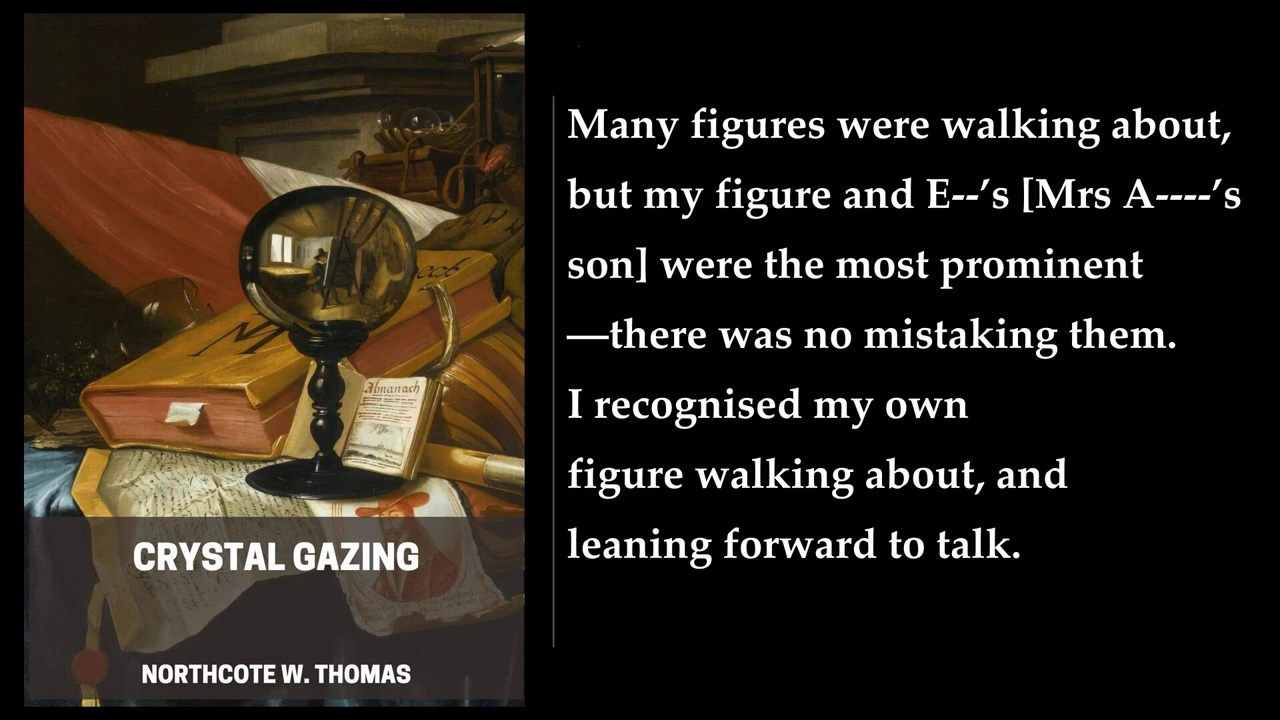 Many figures were walking about,
but my figure and E--’s [Mrs A----’s
son] were the most prominent
—there was no mistaking them.
I recognised my own
figure walking about, and
leaning forward to talk.
M
Almanach
CRYSTAL GAZING
NORTHCOTE W. THOMAS